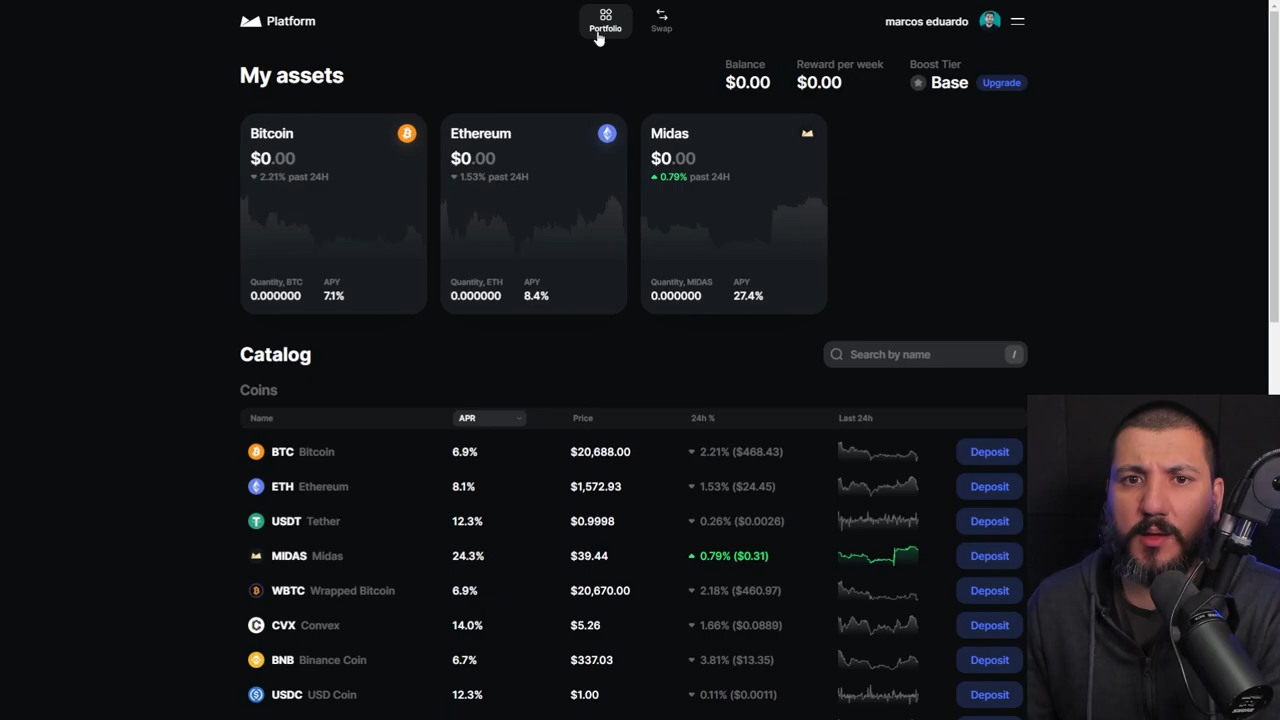 Platform
Portfolio
Swap
marcos eduardo
My assets
Balance
$0.00
Reward per week
$0.00
Boost Tier
Base
Upgrade
Bitcoin
$0.00
2.21% past 24H
Quantity, BTC APY
0.000000 7.1%
Ethereum
$0.00
1.53% past 24H
Quantity, ETH APY
0.000000 8.4%
Midas
$0.00
0.79% past 24H
Quantity, MIDAS APY
0.000000 27.4%
Catalog
Search by name /
Coins
Name APR Price 24h % Last 24h
BTC Bitcoin 6.9% $20,688.00 2.21% ($468.43) Deposit
ETH Ethereum 8.1% $1,572.93 1.53% ($24.45) Deposit
USDT Tether 12.3% $0.9998 0.26% ($0.0026) Deposit
MIDAS Midas 24.3% $39.44 0.79% ($0.31) Deposit
WBTC Wrapped Bitcoin 6.9% $20,670.00 2.18% ($460.97) Deposit
CVX Convex 14.0% $5.26 1.66% ($0.0889) Deposit
BNB Binance Coin 6.7% $337.03 3.81% ($13.35) Deposit
USDC USD Coin 12.3% $1.00 0.11% ($0.0011) Deposit